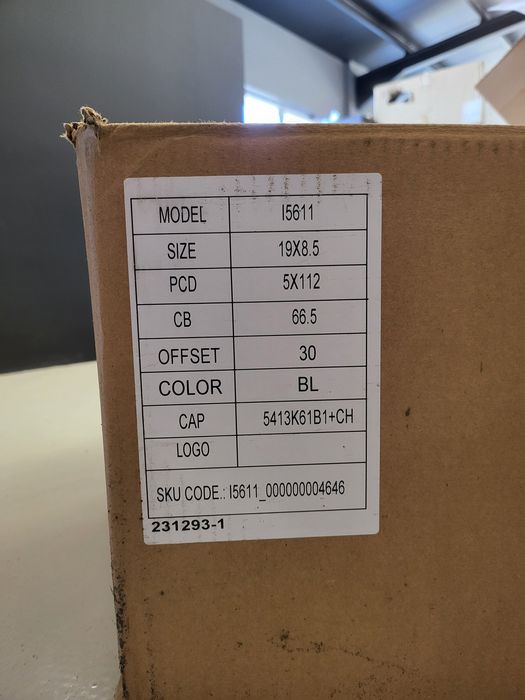 MODEL I5611
SIZE 19X8.5
PCD 5X112
CB 66.5
OFFSET 30
COLOR BL
CAP 5413K61B1+CH
LOGO
SKU CODE.: I5611_000000004646
231293-1